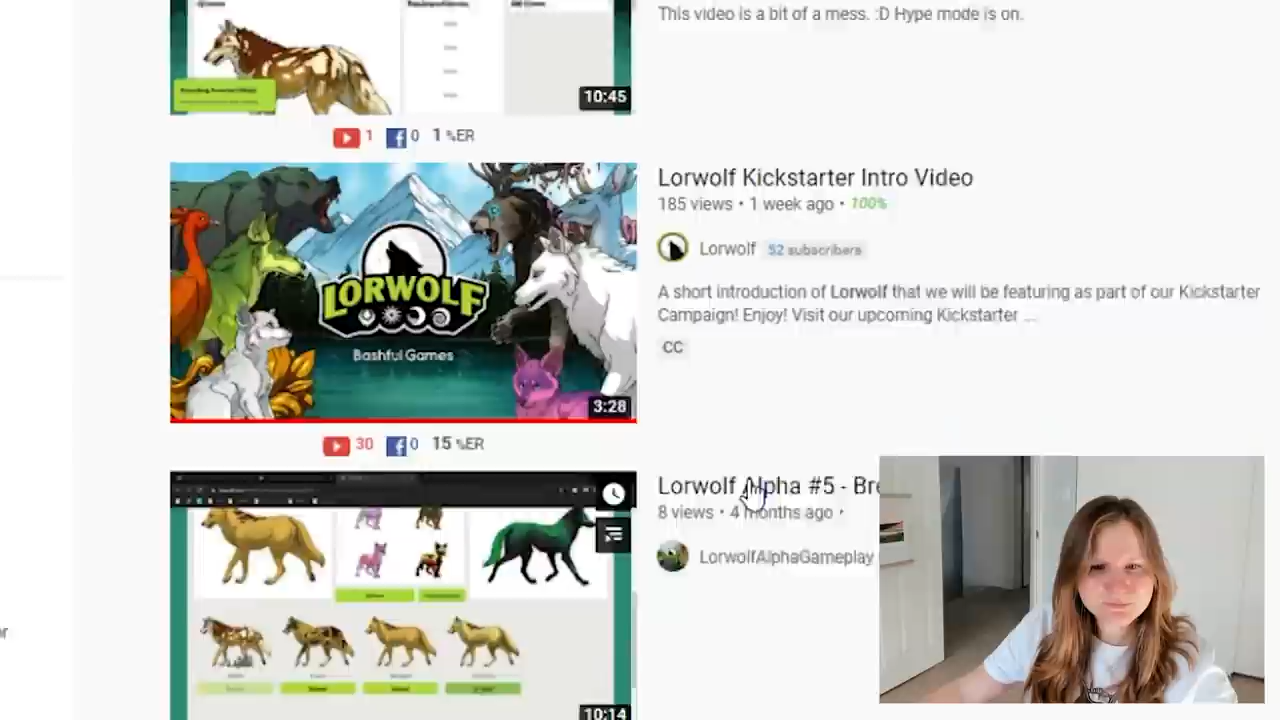 This video is a bit of a mess. :D Hype mode is on.
10:45
1 0 1 %ER
Lorwolf Kickstarter Intro Video
185 views • 1 week ago • 100%
Lorwolf 52 subscribers
A short introduction of Lorwolf that we will be featuring as part of our Kickstarter
Campaign! Enjoy! Visit our upcoming Kickstarter ...
CC
LORWOLF
Bashful Games
3:28
30 0 15 %ER
Lorwolf Alpha #5 - Bre
8 views • 4 months ago •
LorwolfAlphaGameplay
10:14